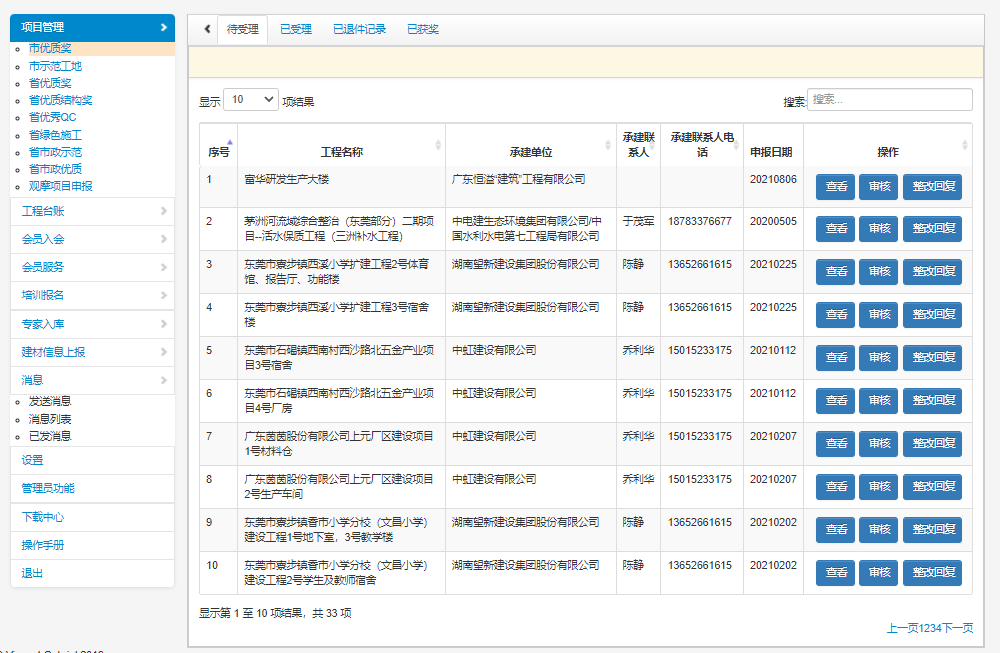 项目管理
市优质奖
市示范工地
省优质奖
省优质结构奖
省优秀QC
省绿色施工
省市政示范
省市政优质
观摩项目申报
工程台账
会员入会
会员服务
培训报名
专家入库
建材信息上报
消息
发送消息
消息列表
已发消息
设置
管理员功能
下载中心
操作手册
退出
待受理 已受理 已退件记录 已获奖
显示 10 项结果 搜索: 搜索...
序号 工程名称 承建单位 承建联系人 承建联系人电话 申报日期 操作
1 富华研发生产大楼 广东恒溢“建筑”工程有限公司 20210806 查看 审核 整改回复
2 茅洲河流域综合整治（东莞部分）二期项 中电建生态环境集团有限公司/中 于茂军 18783376677 20200505 查看 审核 整改回复
目--活水保质工程（三洲补水工程） 国水利水电第七工程局有限公司
3 东莞市寮步镇西溪小学扩建工程2号体育 湖南望新建设集团股份有限公司 陈静 13652661615 20210225 查看 审核 整改回复
馆、报告厅、功能楼
4 东莞市寮步镇西溪小学扩建工程3号宿舍 湖南望新建设集团股份有限公司 陈静 13652661615 20210225 查看 审核 整改回复
楼
5 东莞市石碣镇西南村西沙路北五金产业项 中虹建设有限公司 乔利华 15015233175 20210112 查看 审核 整改回复
目3号宿舍
6 东莞市石碣镇西南村西沙路北五金产业项 中虹建设有限公司 乔利华 15015233175 20210112 查看 审核 整改回复
目4号厂房
7 广东茵茵股份有限公司上元厂区建设项目 中虹建设有限公司 乔利华 15015233175 20210207 查看 审核 整改回复
1号材料仓
8 广东茵茵股份有限公司上元厂区建设项目 中虹建设有限公司 乔利华 15015233175 20210207 查看 审核 整改回复
2号生产车间
9 东莞市寮步镇香市小学分校（文昌小学） 湖南望新建设集团股份有限公司 陈静 13652661615 20210202 查看 审核 整改回复
建设工程1号地下室，3号教学楼
10 东莞市寮步镇香市小学分校（文昌小学） 湖南望新建设集团股份有限公司 陈静 13652661615 20210202 查看 审核 整改回复
建设工程2号学生及教师宿舍
显示第 1 至 10 项结果，共 33 项
上一页1234下一页